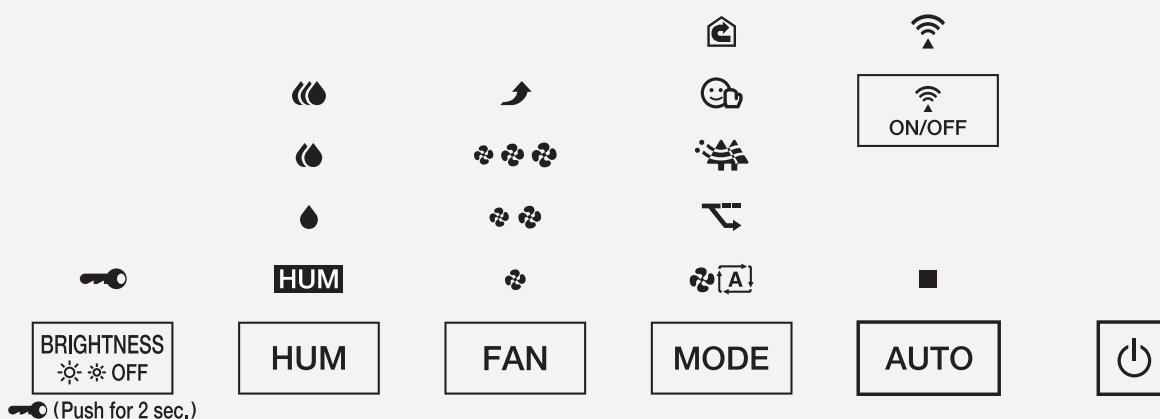 ON/OFF
HUM
A
BRIGHTNESS
OFF
HUM
FAN
MODE
AUTO
(Push for 2 sec.)